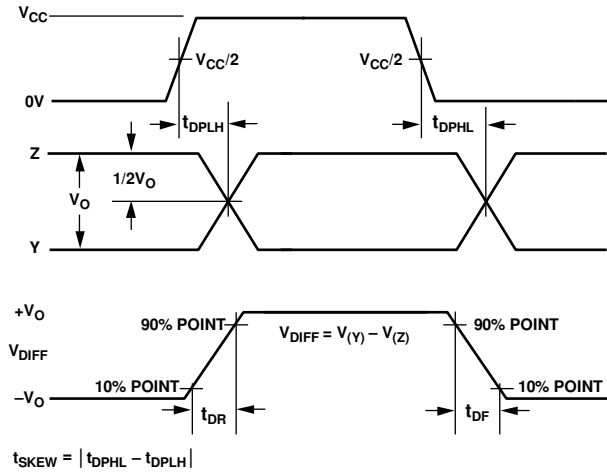 VCC
VCC/2
VCC/2
0V
tDPLH
tDPHL
Z
1/2VO
VO
Y
+VO
90% POINT
VDIFF = V(Y) – V(Z)
90% POINT
VDIFF
10% POINT
10% POINT
–VO
tDR
tDF
tSKEW = |tDPHL – tDPLH|